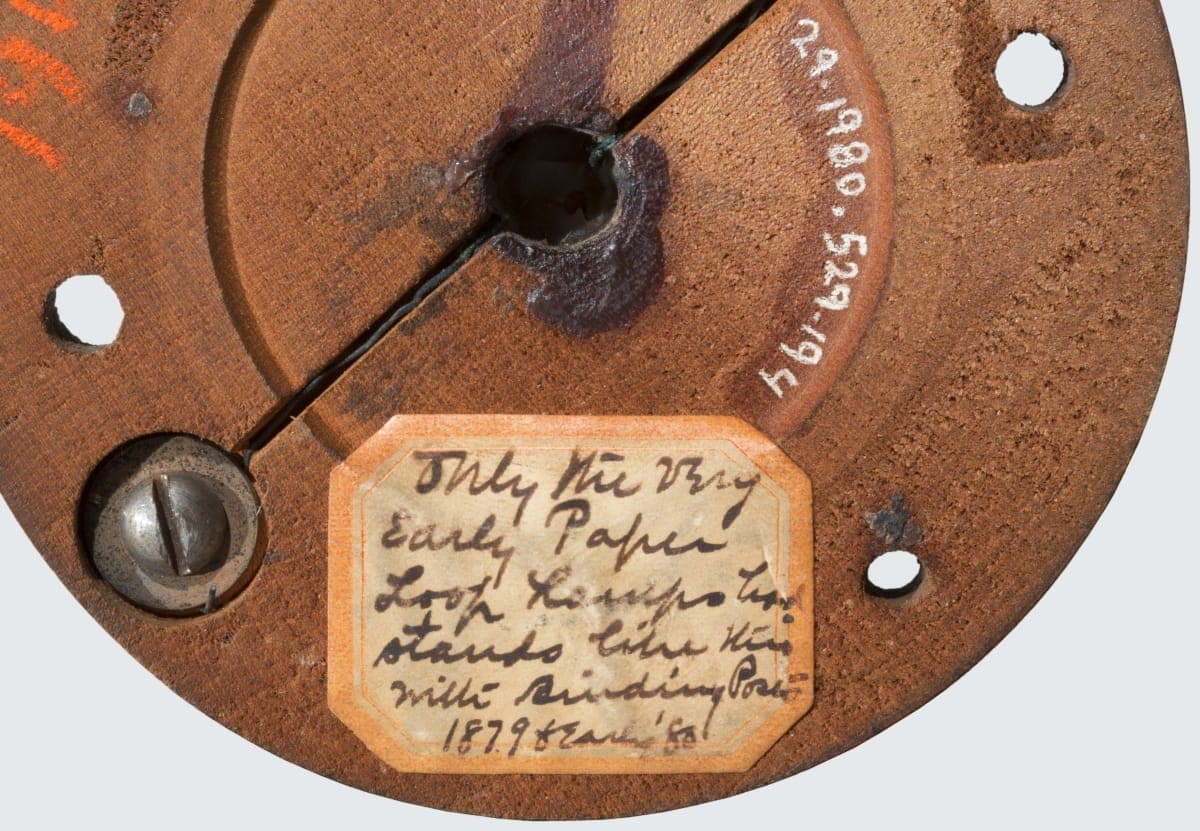 29.1980.529.194
Only the very
Early Paper
Loop Lamps had
stands like this
with Binding Posts
1879 & Early '80